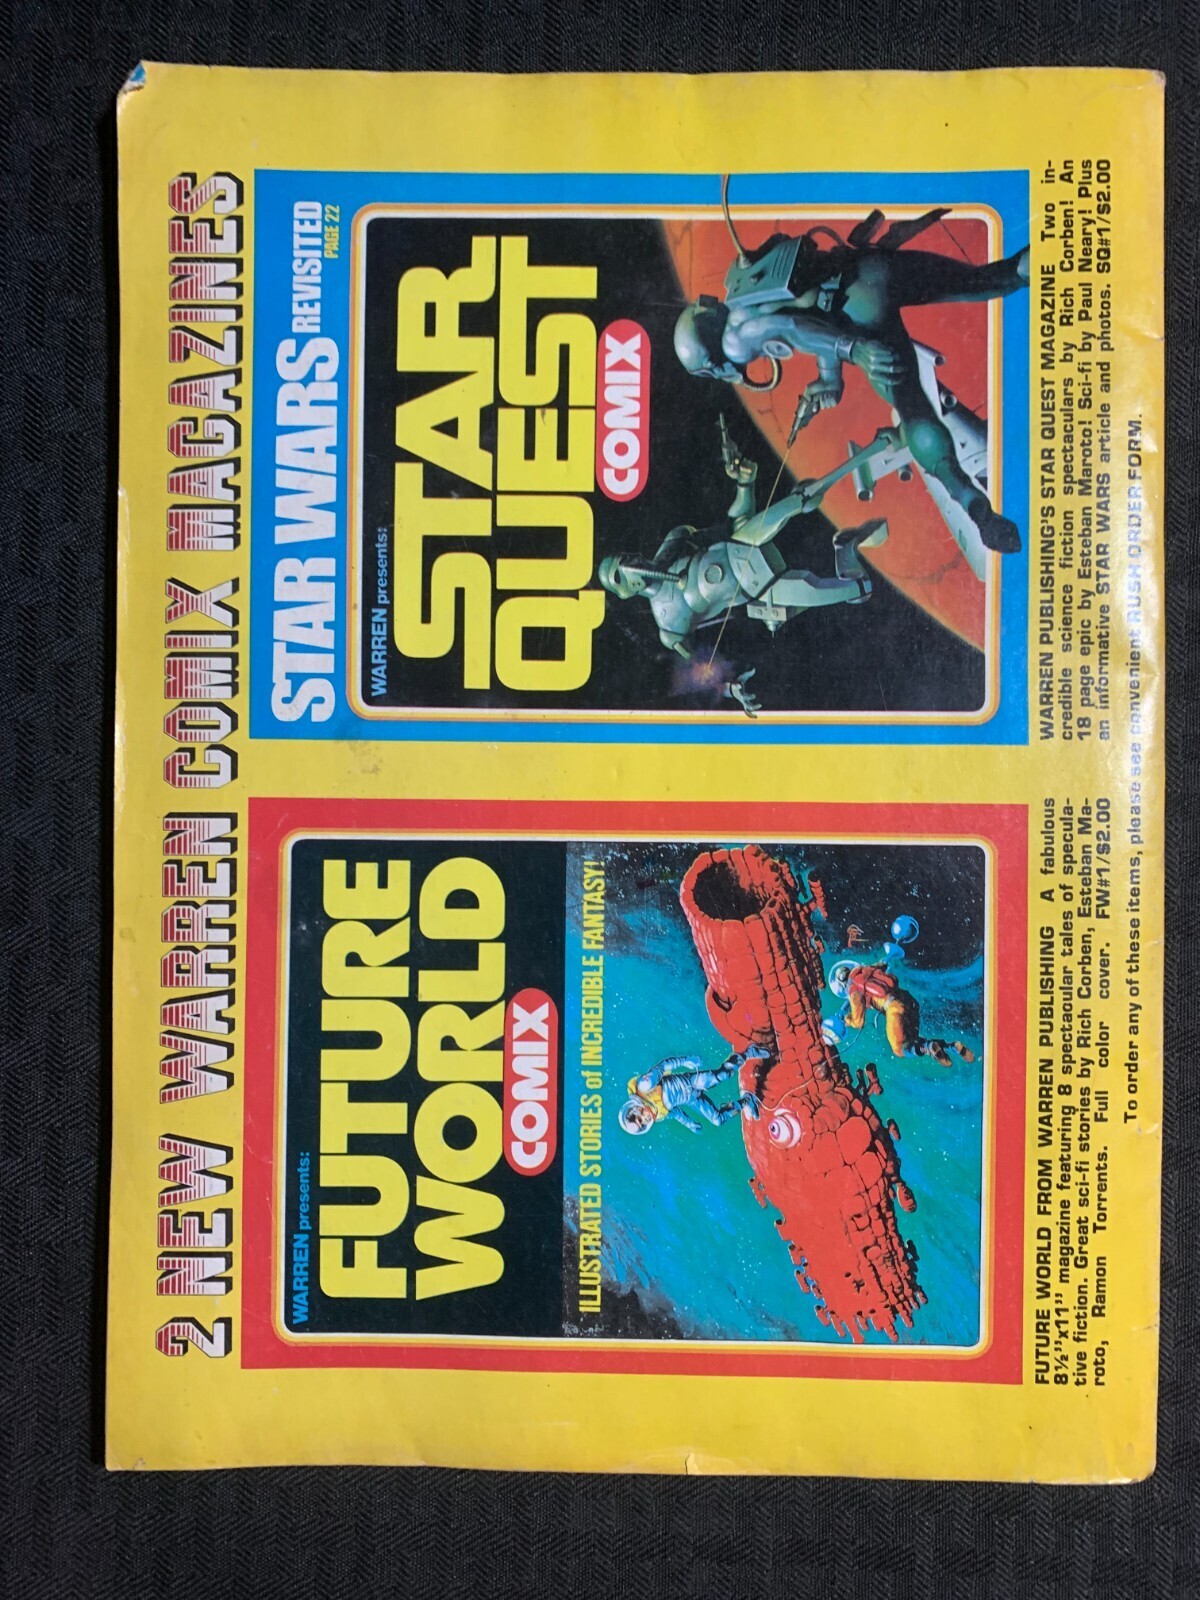 2 NEW WARREN COMIX MAGAZINES
WARREN presents:
FUTURE
WORLD
COMIX
ILLUSTRATED STORIES of INCREDIBLE FANTASY!
FUTURE WORLD FROM WARREN PUBLISHING A fabulous
8½"x11" magazine featuring 8 spectacular tales of specula-
tive fiction. Great sci-fi stories by Rich Corben, Esteban Ma-
roto, Ramon Torrents. Full color cover. FW#1/$2.00
STAR WARS REVISITED
PAGE 22
WARREN presents:
STAR
QUEST
COMIX
WARREN PUBLISHING'S STAR QUEST MAGAZINE Two in-
credible science fiction spectaculars by Rich Corben! An
18 page epic by Esteban Maroto! Sci-fi by Paul Neary! Plus
an informative STAR WARS article and photos. SQ#1/$2.00
To order any of these items, please see convenient RUSH ORDER FORM.